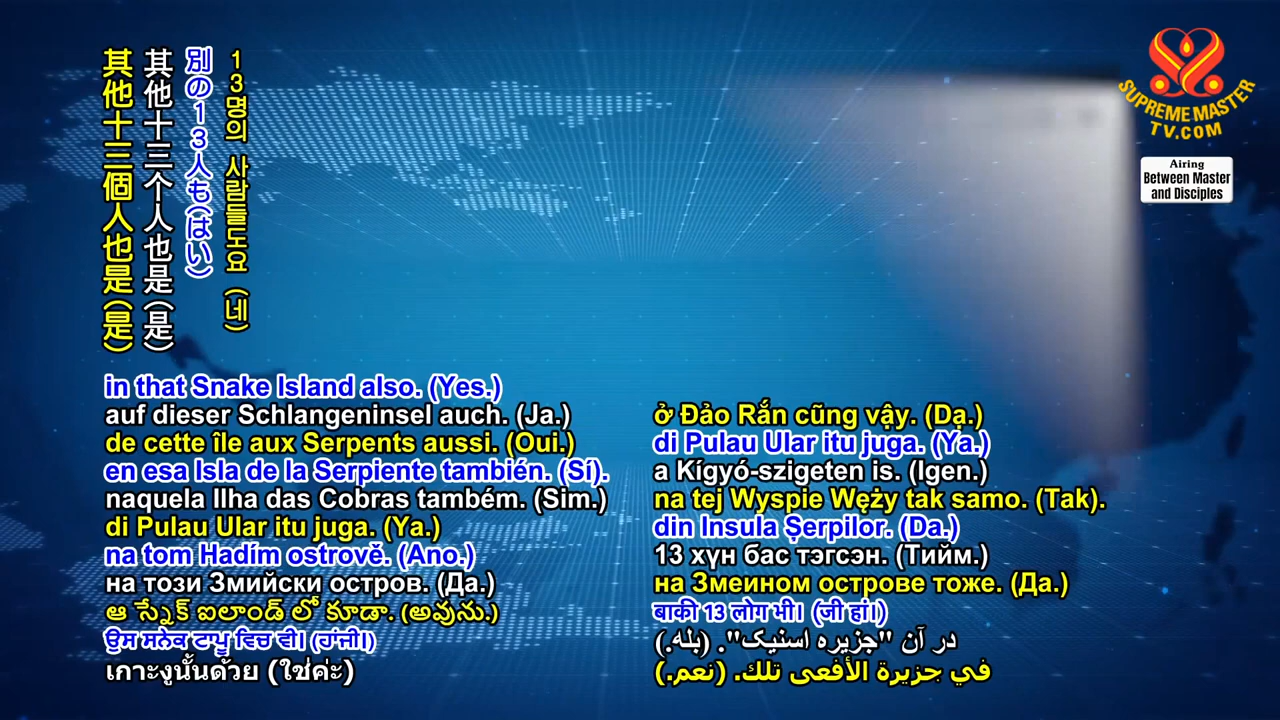 其他十三個人也是(是)
其他十三个人也是(是)
別の13人も(はい)
13명의 사람들도요 (네)
SUPREME MASTER
TV.COM
Airing
Between Master
and Disciples
in that Snake Island also. (Yes.)
auf dieser Schlangeninsel auch. (Ja.)
de cette île aux Serpents aussi. (Oui.)
en esa Isla de la Serpiente también. (Sí).
naquela Ilha das Cobras também. (Sim.)
di Pulau Ular itu juga. (Ya.)
na tom Hadím ostrově. (Ano.)
на този Змийски остров. (Да.)
ఆ స్నేక్ ఐలాండ్ లో కూడా. (అవును.)
ਉਸ ਸਨੇਕ ਟਾਪੂ ਵਿਚ ਵੀ। (ਹਾਂਜੀ।)
เกาะงูนั้นด้วย (ใช่ค่ะ)
ở Đảo Rắn cũng vậy. (Dạ.)
di Pulau Ular itu juga. (Ya.)
a Kígyó-szigeten is. (Igen.)
na tej Wyspie Węży tak samo. (Tak).
din Insula Șerpilor. (Da.)
13 хүн бас тэгсэн. (Тийм.)
на Змеином острове тоже. (Да.)
बाकी 13 लोग भी। (जी हां।)
در آن "جزیره اسنیک". (بله.)
في جزيرة الأفعى تلك. (نعم.)